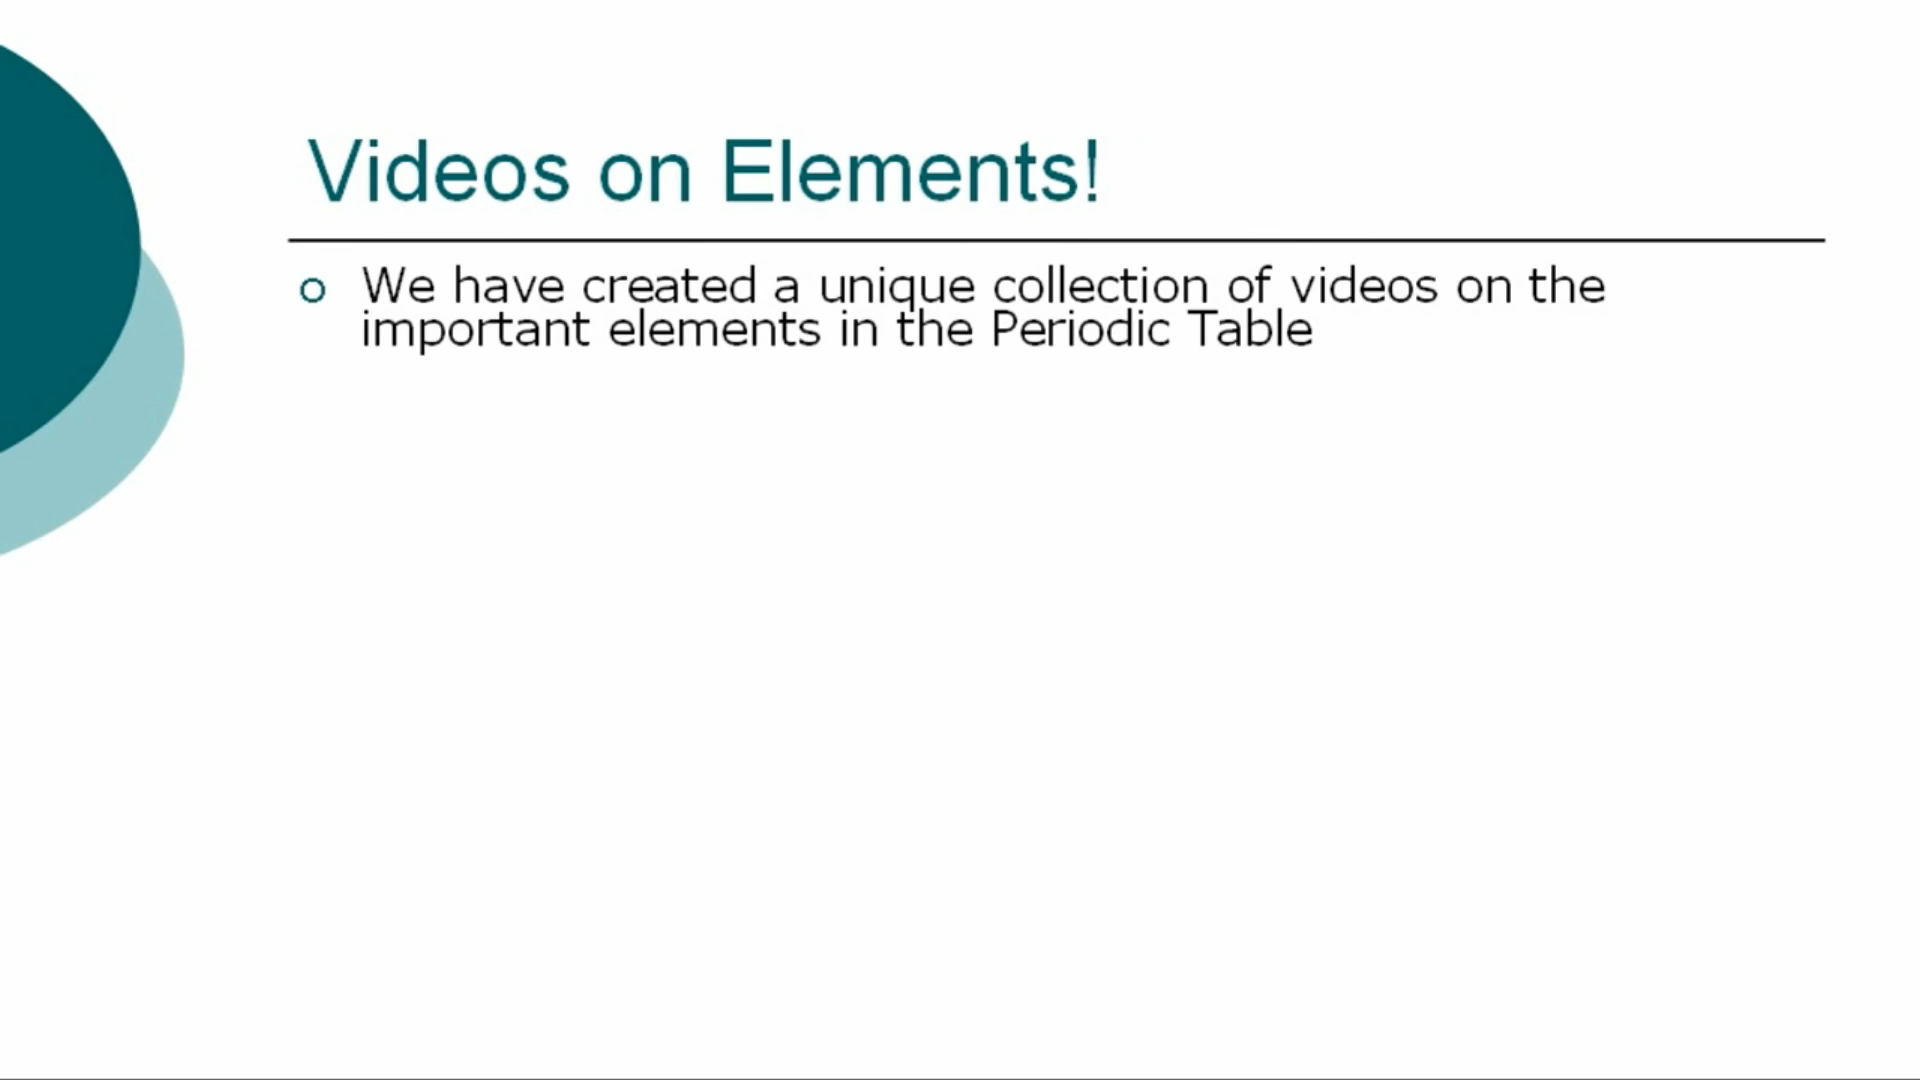 Videos on Elements!
We have created a unique collection of videos on the
important elements in the Periodic Table